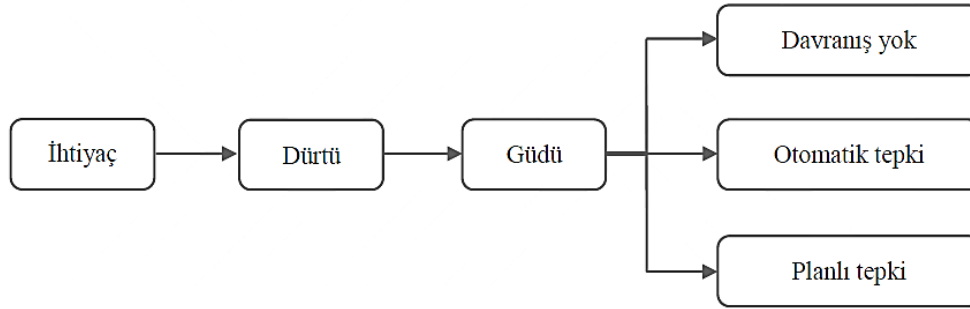 Davranış yok
İhtiyaç
Dürtü
Güdü
Otomatik tepki
Planlı tepki